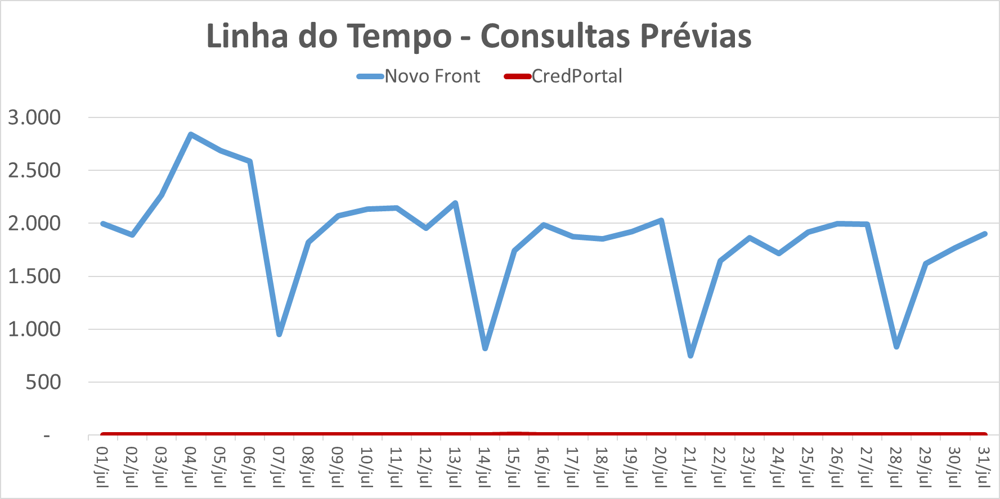 Linha do Tempo - Consultas Prévias
Novo Front CredPortal
3.000
2.500
2.000
1.500
1.000
500
-
01/jul 02/jul 03/jul 04/jul 05/jul 06/jul 07/jul 08/jul 09/jul 10/jul 11/jul 12/jul 13/jul 14/jul 15/jul 16/jul 17/jul 18/jul 19/jul 20/jul 21/jul 22/jul 23/jul 24/jul 25/jul 26/jul 27/jul 28/jul 29/jul 30/jul 31/jul